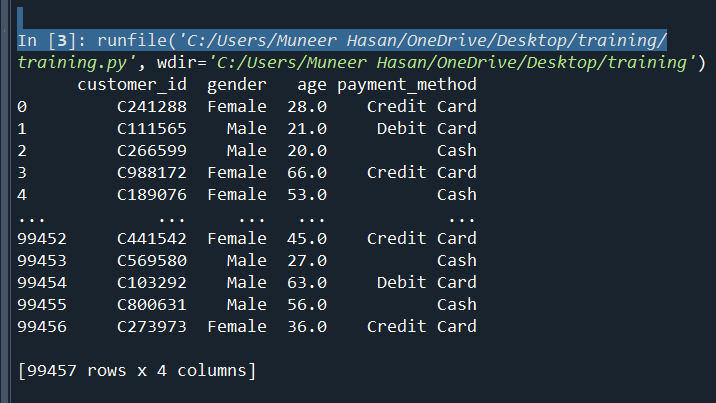 In [3]: runfile('C:/Users/Muneer Hasan/OneDrive/Desktop/training/
training.py', wdir='C:/Users/Muneer Hasan/OneDrive/Desktop/training')
customer_id gender age payment_method
0 C241288 Female 28.0 Credit Card
1 C111565 Male 21.0 Debit Card
2 C266599 Male 20.0 Cash
3 C988172 Female 66.0 Credit Card
4 C189076 Female 53.0 Cash
... ... ... ... ...
99452 C441542 Female 45.0 Credit Card
99453 C569580 Male 27.0 Cash
99454 C103292 Male 63.0 Debit Card
99455 C800631 Male 56.0 Cash
99456 C273973 Female 36.0 Credit Card
[99457 rows x 4 columns]